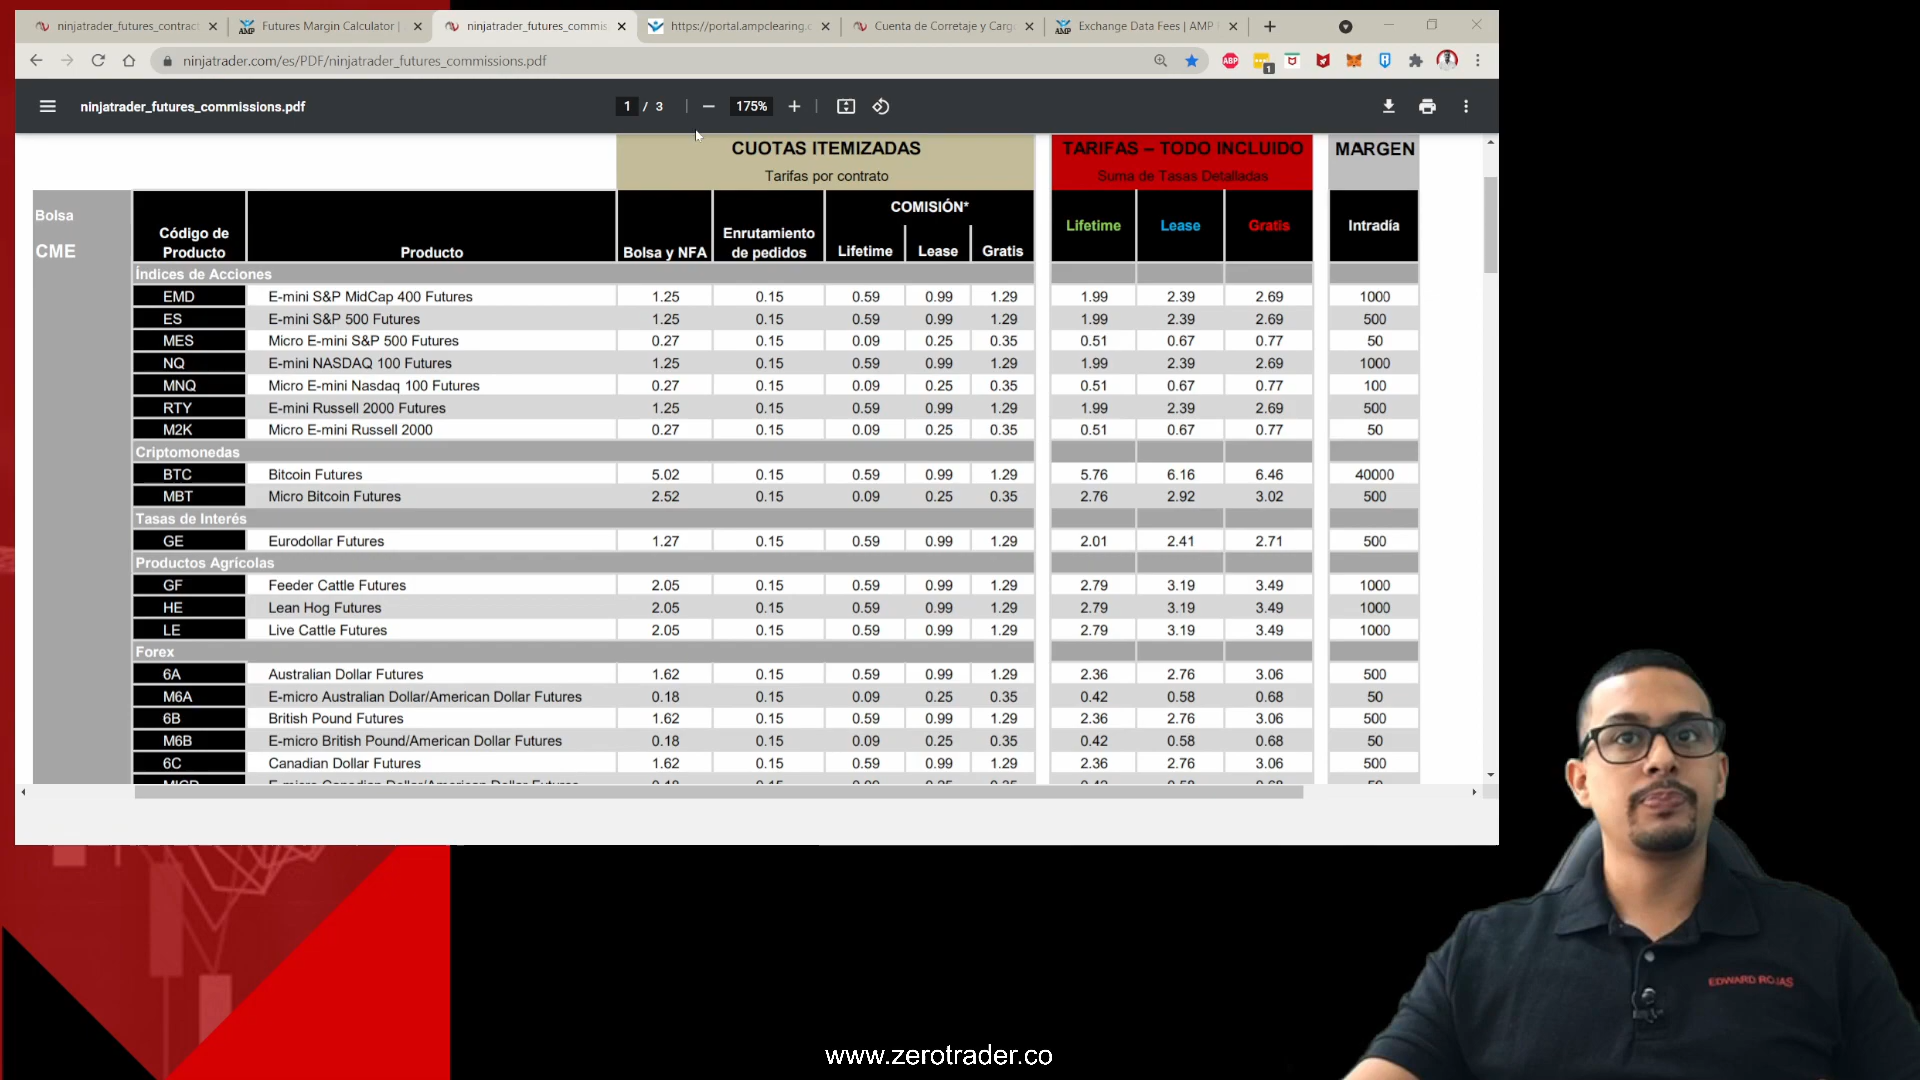 ninjatrader_futures_contract
Futures Margin Calculator |
ninjatrader_futures_commis
https://portal.ampclearing.c
Cuenta de Corretaje y Carg
Exchange Data Fees | AMP
ninjatrader.com/es/PDF/ninjatrader_futures_commissions.pdf
ninjatrader_futures_commissions.pdf
1 / 3
175%
CUOTAS ITEMIZADAS
Tarifas por contrato
TARIFAS – TODO INCLUIDO
Suma de Tasas Detalladas
MARGEN
Bolsa
CME
Código de Producto
Producto
Bolsa y NFA
Enrutamiento de pedidos
COMISIÓN*
Lifetime Lease Gratis
Lifetime Lease Gratis
Intradía
Índices de Acciones
EMD E-mini S&P MidCap 400 Futures 1.25 0.15 0.59 0.99 1.29 1.99 2.39 2.69 1000
ES E-mini S&P 500 Futures 1.25 0.15 0.59 0.99 1.29 1.99 2.39 2.69 500
MES Micro E-mini S&P 500 Futures 0.27 0.15 0.09 0.25 0.35 0.51 0.67 0.77 50
NQ E-mini NASDAQ 100 Futures 1.25 0.15 0.59 0.99 1.29 1.99 2.39 2.69 1000
MNQ Micro E-mini Nasdaq 100 Futures 0.27 0.15 0.09 0.25 0.35 0.51 0.67 0.77 100
RTY E-mini Russell 2000 Futures 1.25 0.15 0.59 0.99 1.29 1.99 2.39 2.69 500
M2K Micro E-mini Russell 2000 0.27 0.15 0.09 0.25 0.35 0.51 0.67 0.77 50
Criptomonedas
BTC Bitcoin Futures 5.02 0.15 0.59 0.99 1.29 5.76 6.16 6.46 40000
MBT Micro Bitcoin Futures 2.52 0.15 0.09 0.25 0.35 2.76 2.92 3.02 500
Tasas de Interés
GE Eurodollar Futures 1.27 0.15 0.59 0.99 1.29 2.01 2.41 2.71 500
Productos Agrícolas
GF Feeder Cattle Futures 2.05 0.15 0.59 0.99 1.29 2.79 3.19 3.49 1000
HE Lean Hog Futures 2.05 0.15 0.59 0.99 1.29 2.79 3.19 3.49 1000
LE Live Cattle Futures 2.05 0.15 0.59 0.99 1.29 2.79 3.19 3.49 1000
Forex
6A Australian Dollar Futures 1.62 0.15 0.59 0.99 1.29 2.36 2.76 3.06 500
M6A E-micro Australian Dollar/American Dollar Futures 0.18 0.15 0.09 0.25 0.35 0.42 0.58 0.68 50
6B British Pound Futures 1.62 0.15 0.59 0.99 1.29 2.36 2.76 3.06 500
M6B E-micro British Pound/American Dollar Futures 0.18 0.15 0.09 0.25 0.35 0.42 0.58 0.68 50
6C Canadian Dollar Futures 1.62 0.15 0.59 0.99 1.29 2.36 2.76 3.06 500
EDWARD ROJAS
www.zerotrader.co